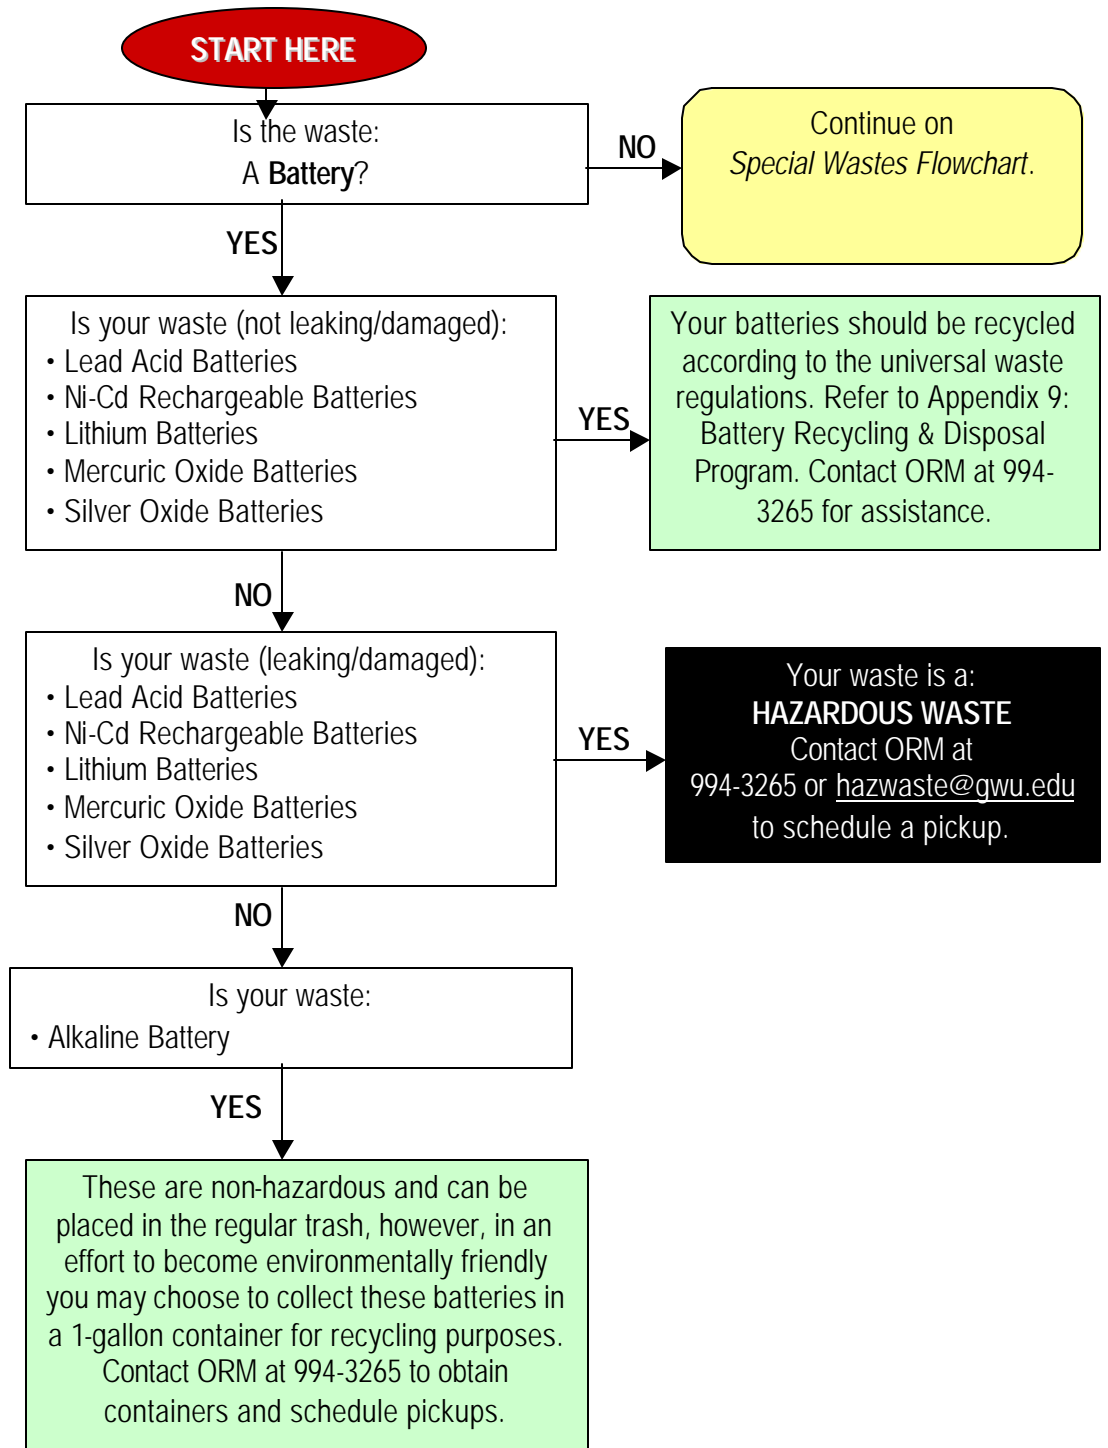 START HERE
Is the waste:
A Battery?
NO
Continue on
Special Wastes Flowchart.
YES
Is your waste (not leaking/damaged):
• Lead Acid Batteries
• Ni-Cd Rechargeable Batteries
• Lithium Batteries
• Mercuric Oxide Batteries
• Silver Oxide Batteries
YES
Your batteries should be recycled
according to the universal waste
regulations. Refer to Appendix 9:
Battery Recycling & Disposal
Program. Contact ORM at 994-
3265 for assistance.
NO
Is your waste (leaking/damaged):
• Lead Acid Batteries
• Ni-Cd Rechargeable Batteries
• Lithium Batteries
• Mercuric Oxide Batteries
• Silver Oxide Batteries
YES
Your waste is a:
HAZARDOUS WASTE
Contact ORM at
994-3265 or hazwaste@gwu.edu
to schedule a pickup.
NO
Is your waste:
• Alkaline Battery
YES
These are non-hazardous and can be
placed in the regular trash, however, in an
effort to become environmentally friendly
you may choose to collect these batteries in
a 1-gallon container for recycling purposes.
Contact ORM at 994-3265 to obtain
containers and schedule pickups.